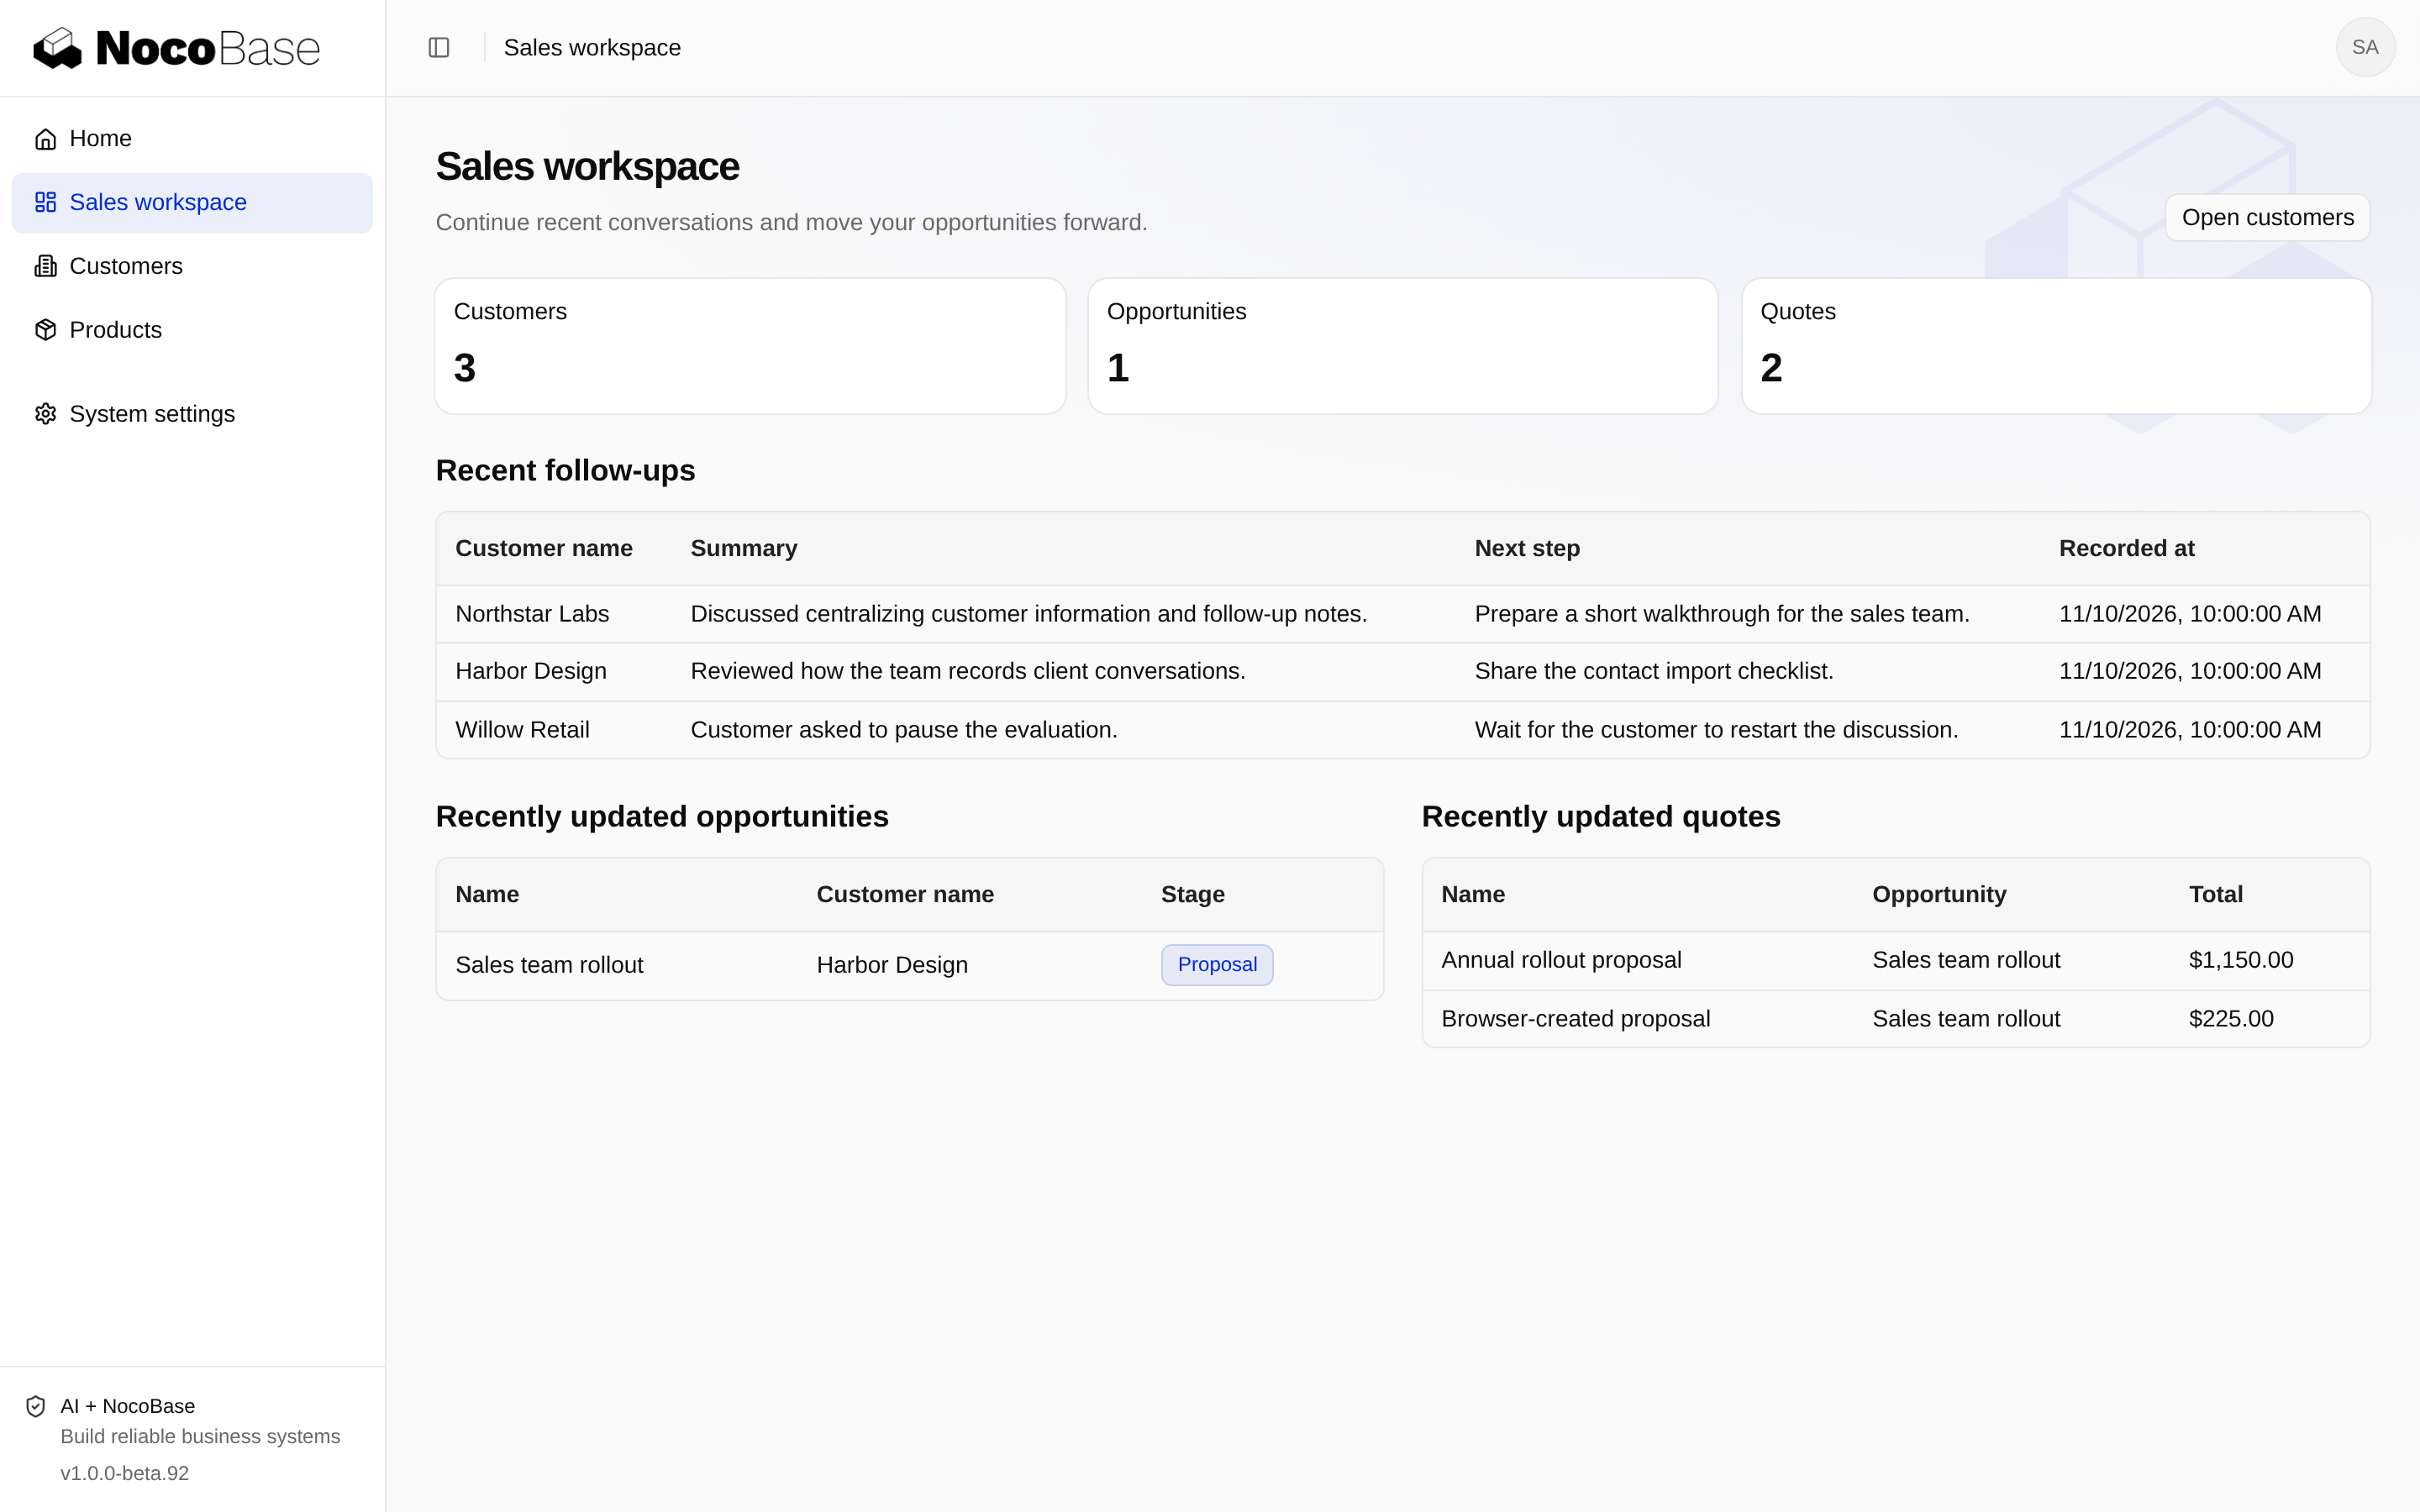 NocoBase
Sales workspace
SA
Home
Sales workspace
Customers
Products
System settings
Sales workspace
Continue recent conversations and move your opportunities forward.
Open customers
Customers
3
Opportunities
1
Quotes
2
Recent follow-ups
Customer name Summary Next step Recorded at
Northstar Labs Discussed centralizing customer information and follow-up notes. Prepare a short walkthrough for the sales team. 11/10/2026, 10:00:00 AM
Harbor Design Reviewed how the team records client conversations. Share the contact import checklist. 11/10/2026, 10:00:00 AM
Willow Retail Customer asked to pause the evaluation. Wait for the customer to restart the discussion. 11/10/2026, 10:00:00 AM
Recently updated opportunities
Name Customer name Stage
Sales team rollout Harbor Design Proposal
Recently updated quotes
Name Opportunity Total
Annual rollout proposal Sales team rollout $1,150.00
Browser-created proposal Sales team rollout $225.00
AI + NocoBase
Build reliable business systems
v1.0.0-beta.92